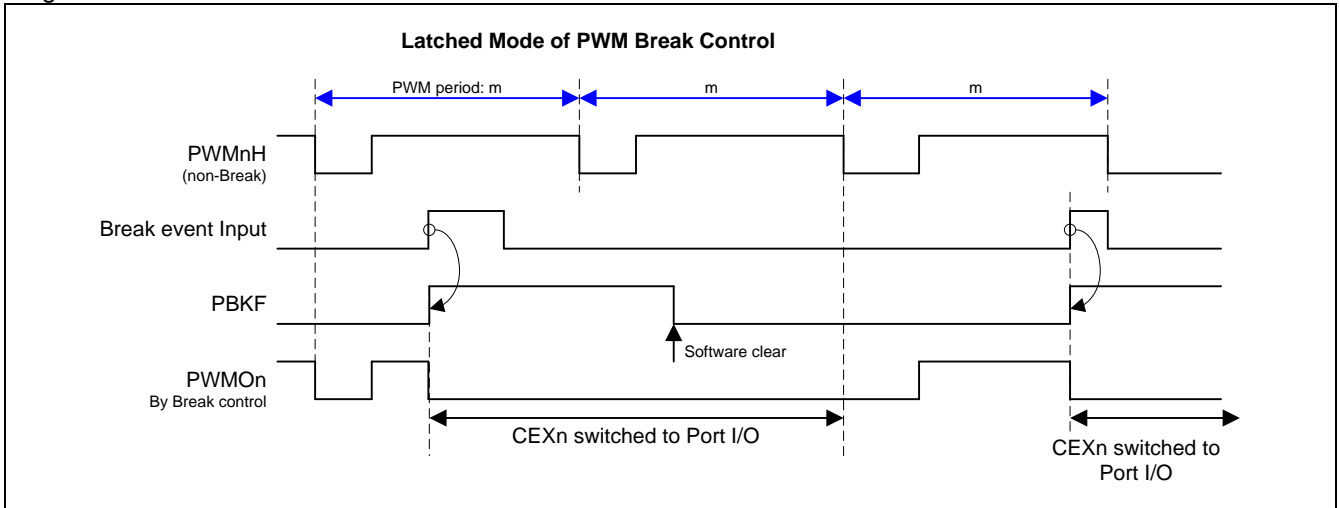 Latched Mode of PWM Break Control
PWM period: m
m
m
PWMnH
(non-Break)
Break event Input
PBKF
Software clear
PWMOn
By Break control
CEXn switched to Port I/O
CEXn switched to
Port I/O